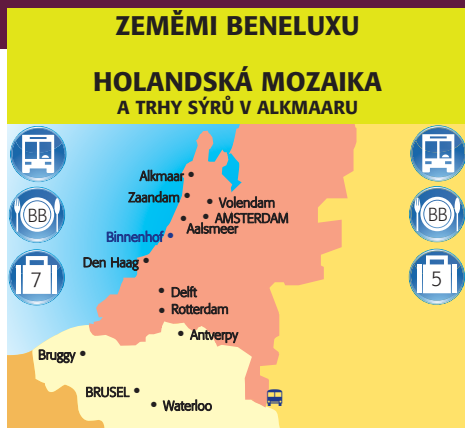 ZEMĚMI BENELUXU
HOLANDSKÁ MOZAIKA
A TRHY SÝRŮ V ALKMAARU
BB
7
BB
5
Alkmaar
Zaandam
Volendam
AMSTERDAM
Aalsmeer
Binnenhof
Den Haag
Delft
Rotterdam
Antverpy
Bruggy
BRUSEL
Waterloo